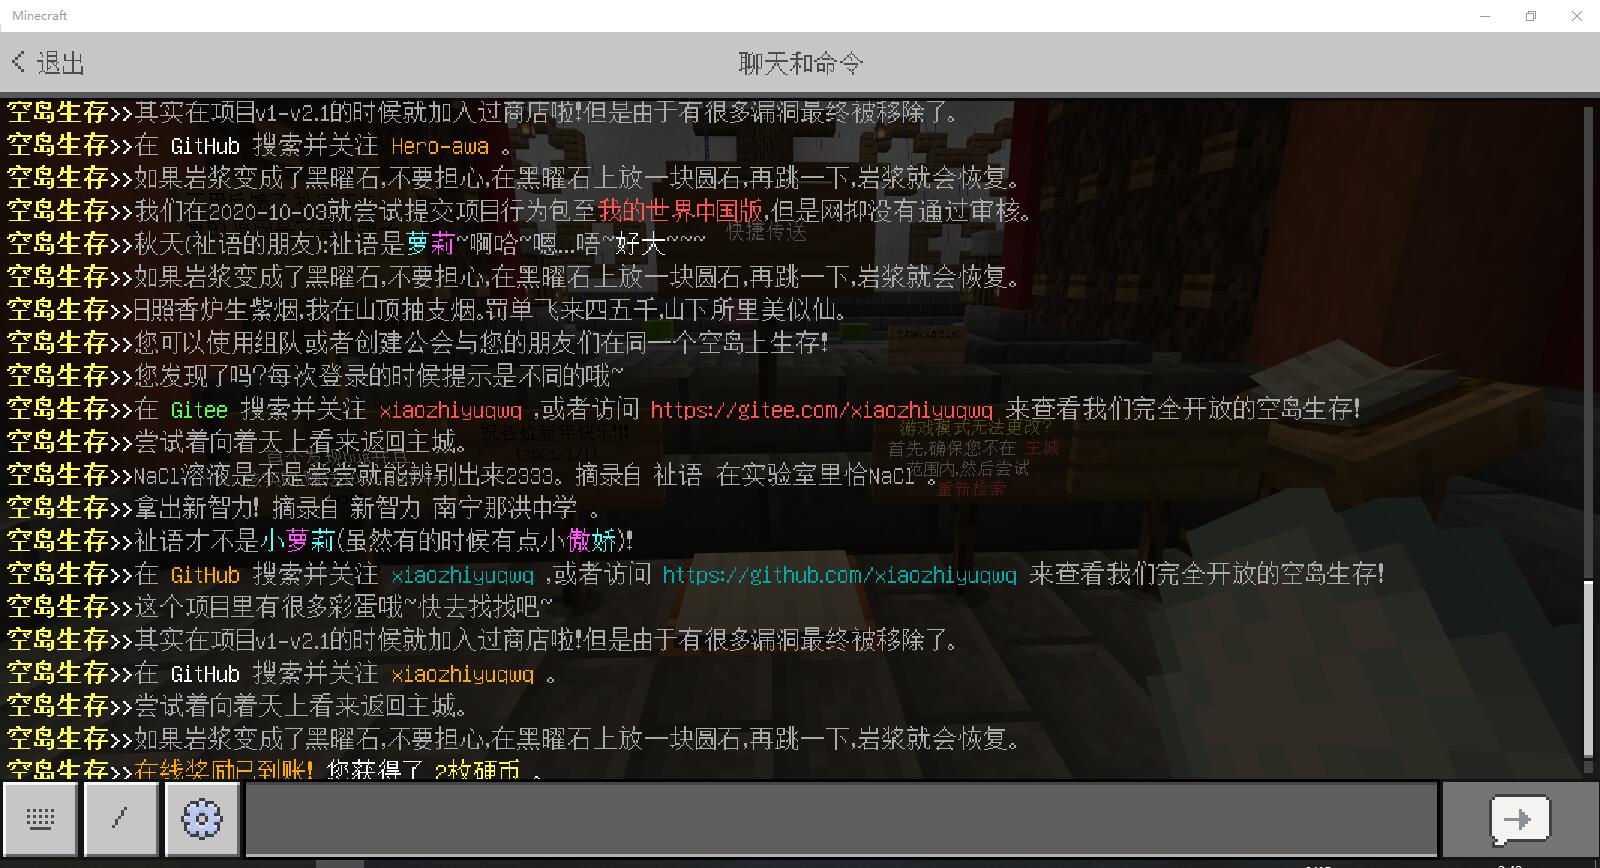 Minecraft
退出
聊天和命令
空岛生存>>其实在项目v1-v2.1的时候就加入过商店啦!但是由于有很多漏洞最终被移除了。
空岛生存>>在 GitHub 搜索并关注 Hero-awa 。
空岛生存>>如果岩浆变成了黑曜石,不要担心,在黑曜石上放一块圆石,再跳一下,岩浆就会恢复。
空岛生存>>我们在2020-10-03就尝试提交项目行为包至我的世界中国版,但是网抑没有通过审核。
快捷传送
空岛生存>>秋天(祉语的朋友):祉语是萝莉~啊哈~嗯...唔~好大~~~
空岛生存>>如果岩浆变成了黑曜石,不要担心,在黑曜石上放一块圆石,再跳一下,岩浆就会恢复。
空岛生存>>日照香炉生紫烟,我在山顶抽支烟。罚单飞来四五千,山下所里美似仙。
空岛生存>>您可以使用组队或者创建公会与您的朋友们在同一个空岛上生存!
空岛生存>>您发现了吗?每次登录的时候提示是不同的哦~
空岛生存>>在 Gitee 搜索并关注 xiaozhiyuqwq ,或者访问 https://gitee.com/xiaozhiyuqwq 来查看我们完全开放的空岛生存!
祝各位新年快乐!!!
(2021/1/1)
游戏模式无法更改?
首先,确保您不在 主城
范围内,然后尝试
重新检索
空岛生存>>尝试着向着天上看来返回主城。
空岛生存>>NaCl溶液是不是尝尝就能辨别出来2333。摘录自 祉语 在实验室里恰NaCl 。
空岛生存>>拿出新智力! 摘录自 新智力 南宁那洪中学 。
空岛生存>>祉语才不是小萝莉(虽然有的时候有点小傲娇)!
空岛生存>>在 GitHub 搜索并关注 xiaozhiyuqwq ,或者访问 https://github.com/xiaozhiyuqwq 来查看我们完全开放的空岛生存!
空岛生存>>这个项目里有很多彩蛋哦~快去找找吧~
空岛生存>>其实在项目v1-v2.1的时候就加入过商店啦!但是由于有很多漏洞最终被移除了。
空岛生存>>在 GitHub 搜索并关注 xiaozhiyuqwq 。
空岛生存>>尝试着向着天上看来返回主城。
空岛生存>>如果岩浆变成了黑曜石,不要担心,在黑曜石上放一块圆石,再跳一下,岩浆就会恢复。
空岛生存>>在线奖励已到账! 您获得了 2枚硬币 。
/